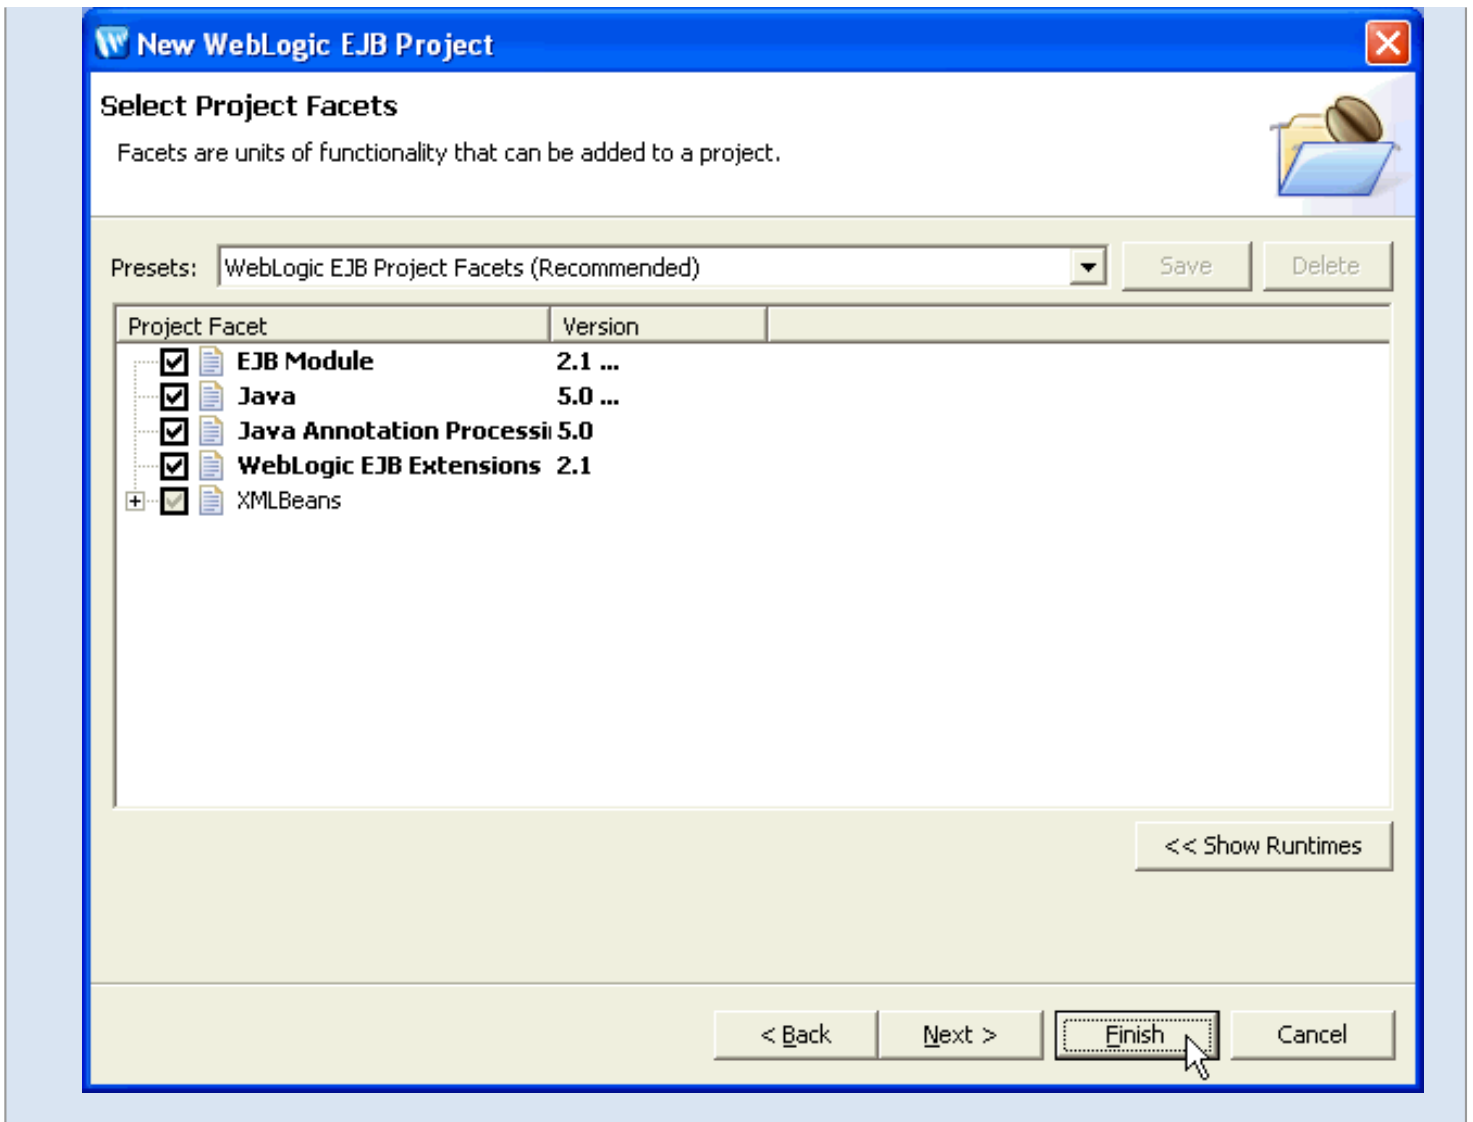 New WebLogic EJB Project
Select Project Facets
Facets are units of functionality that can be added to a project.
Presets: WebLogic EJB Project Facets (Recommended) Save Delete
Project Facet Version
EJB Module 2.1 ...
Java 5.0 ...
Java Annotation Processi 5.0
WebLogic EJB Extensions 2.1
XMLBeans
<< Show Runtimes
< Back Next > Finish Cancel